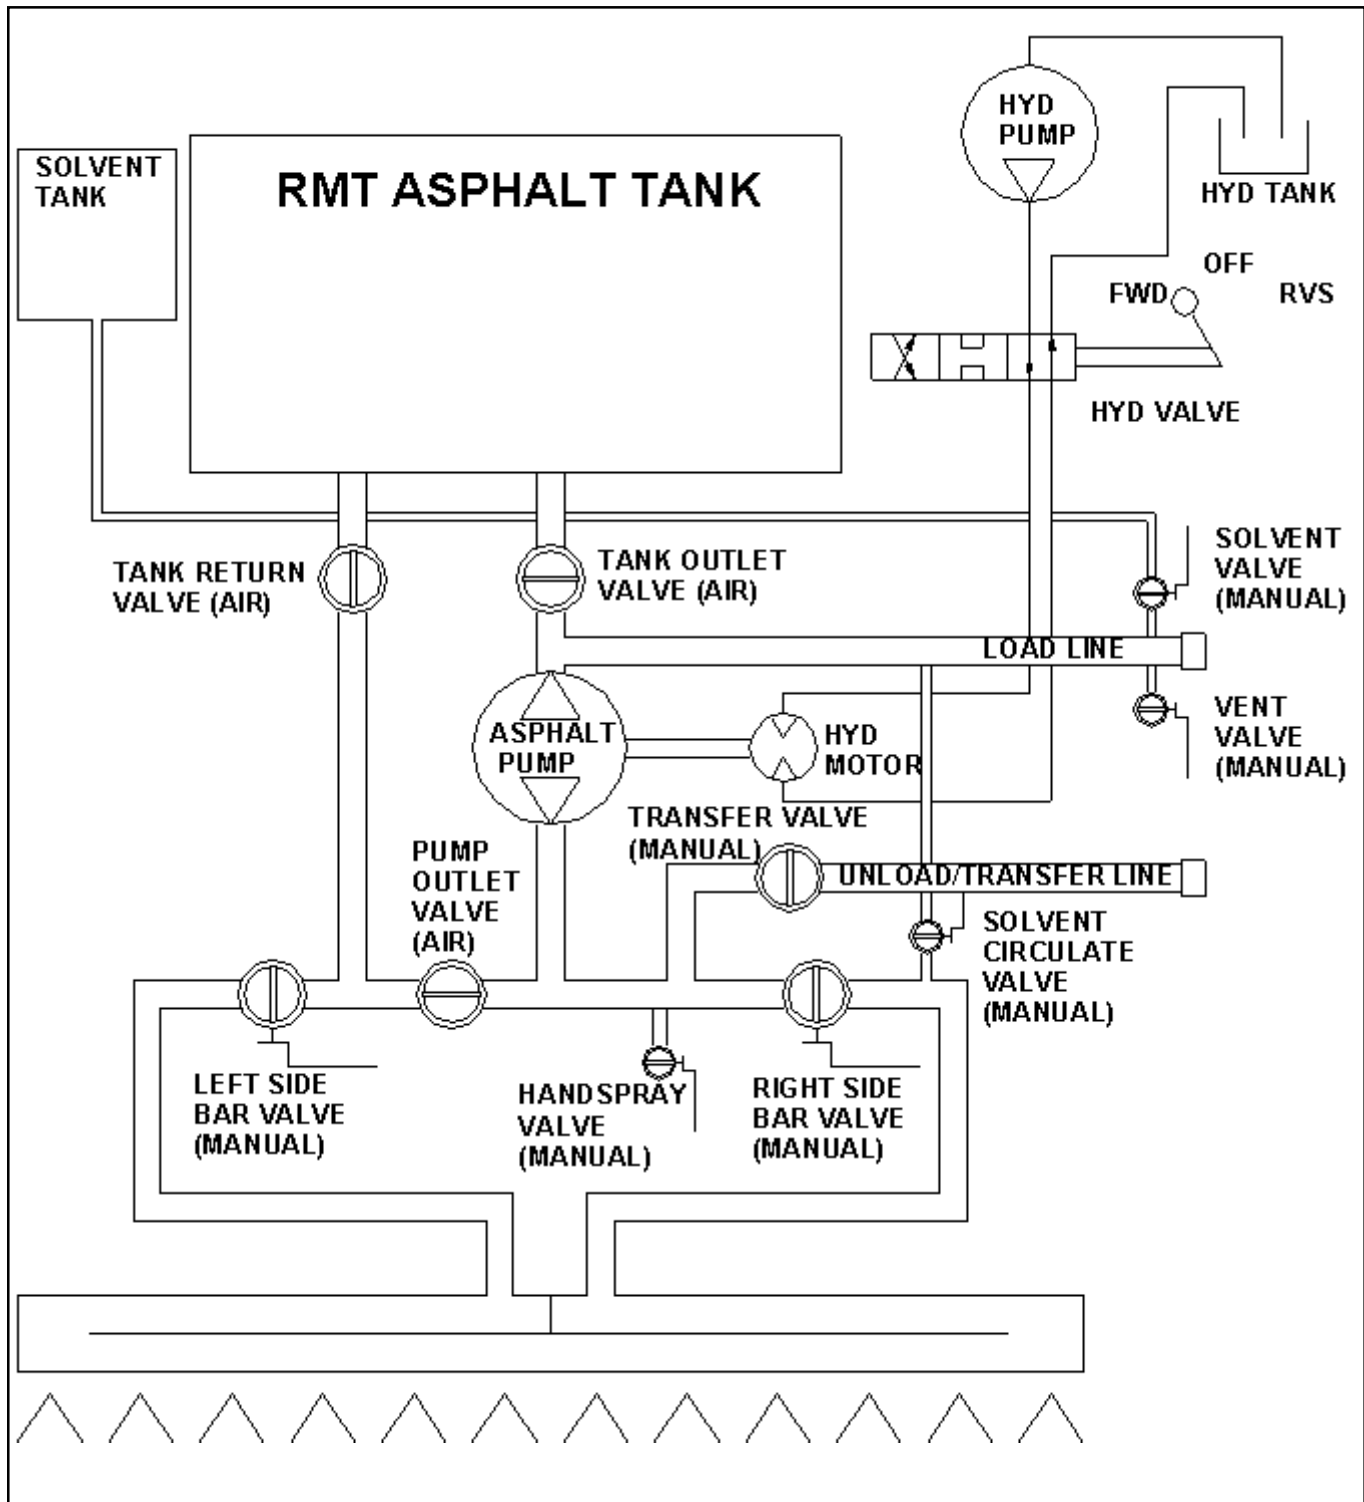 HYD
PUMP
SOLVENT
TANK
RMT ASPHALT TANK
HYD TANK
OFF
FWD
RVS
HYD VALVE
TANK RETURN
VALVE (AIR)
TANK OUTLET
VALVE (AIR)
SOLVENT
VALVE
(MANUAL)
LOAD LINE
ASPHALT
PUMP
HYD
MOTOR
VENT
VALVE
(MANUAL)
TRANSFER VALVE
(MANUAL)
PUMP
OUTLET
VALVE
(AIR)
UNLOAD/TRANSFER LINE
SOLVENT
CIRCULATE
VALVE
(MANUAL)
LEFT SIDE
BAR VALVE
(MANUAL)
HANDSPRAY
VALVE
(MANUAL)
RIGHT SIDE
BAR VALVE
(MANUAL)